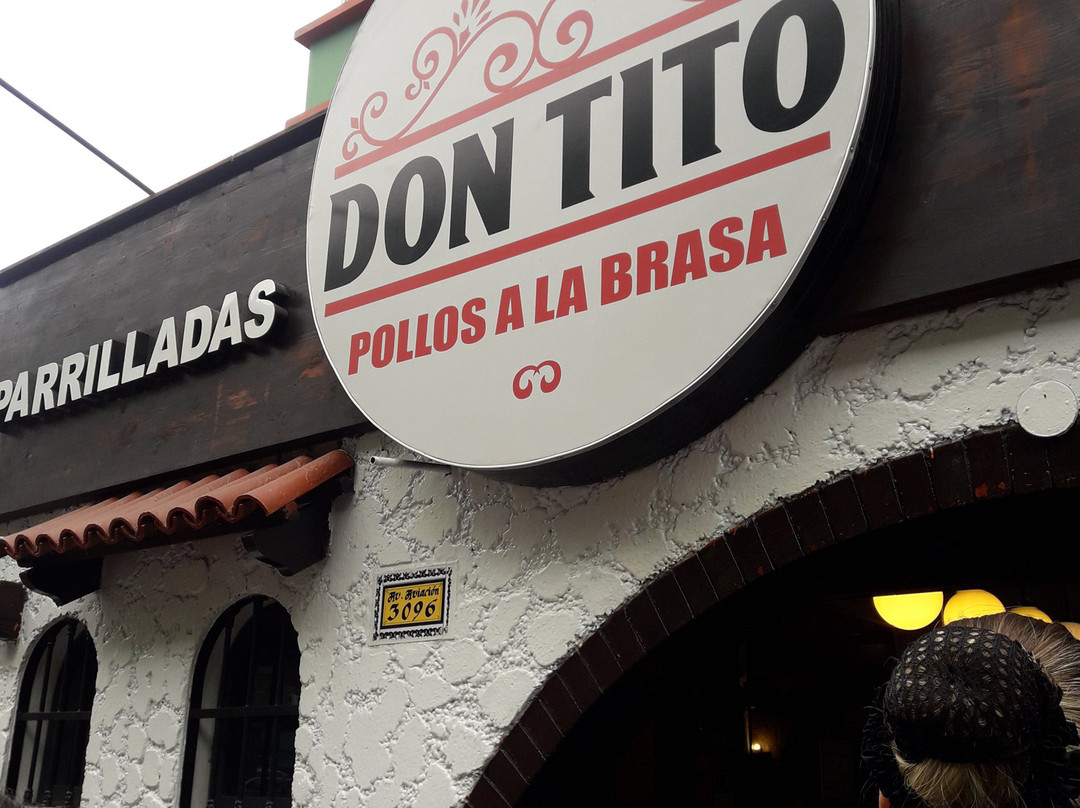 DON TITO
POLLOS A LA BRASA
PARRILLADAS
Av. Aviación
3096